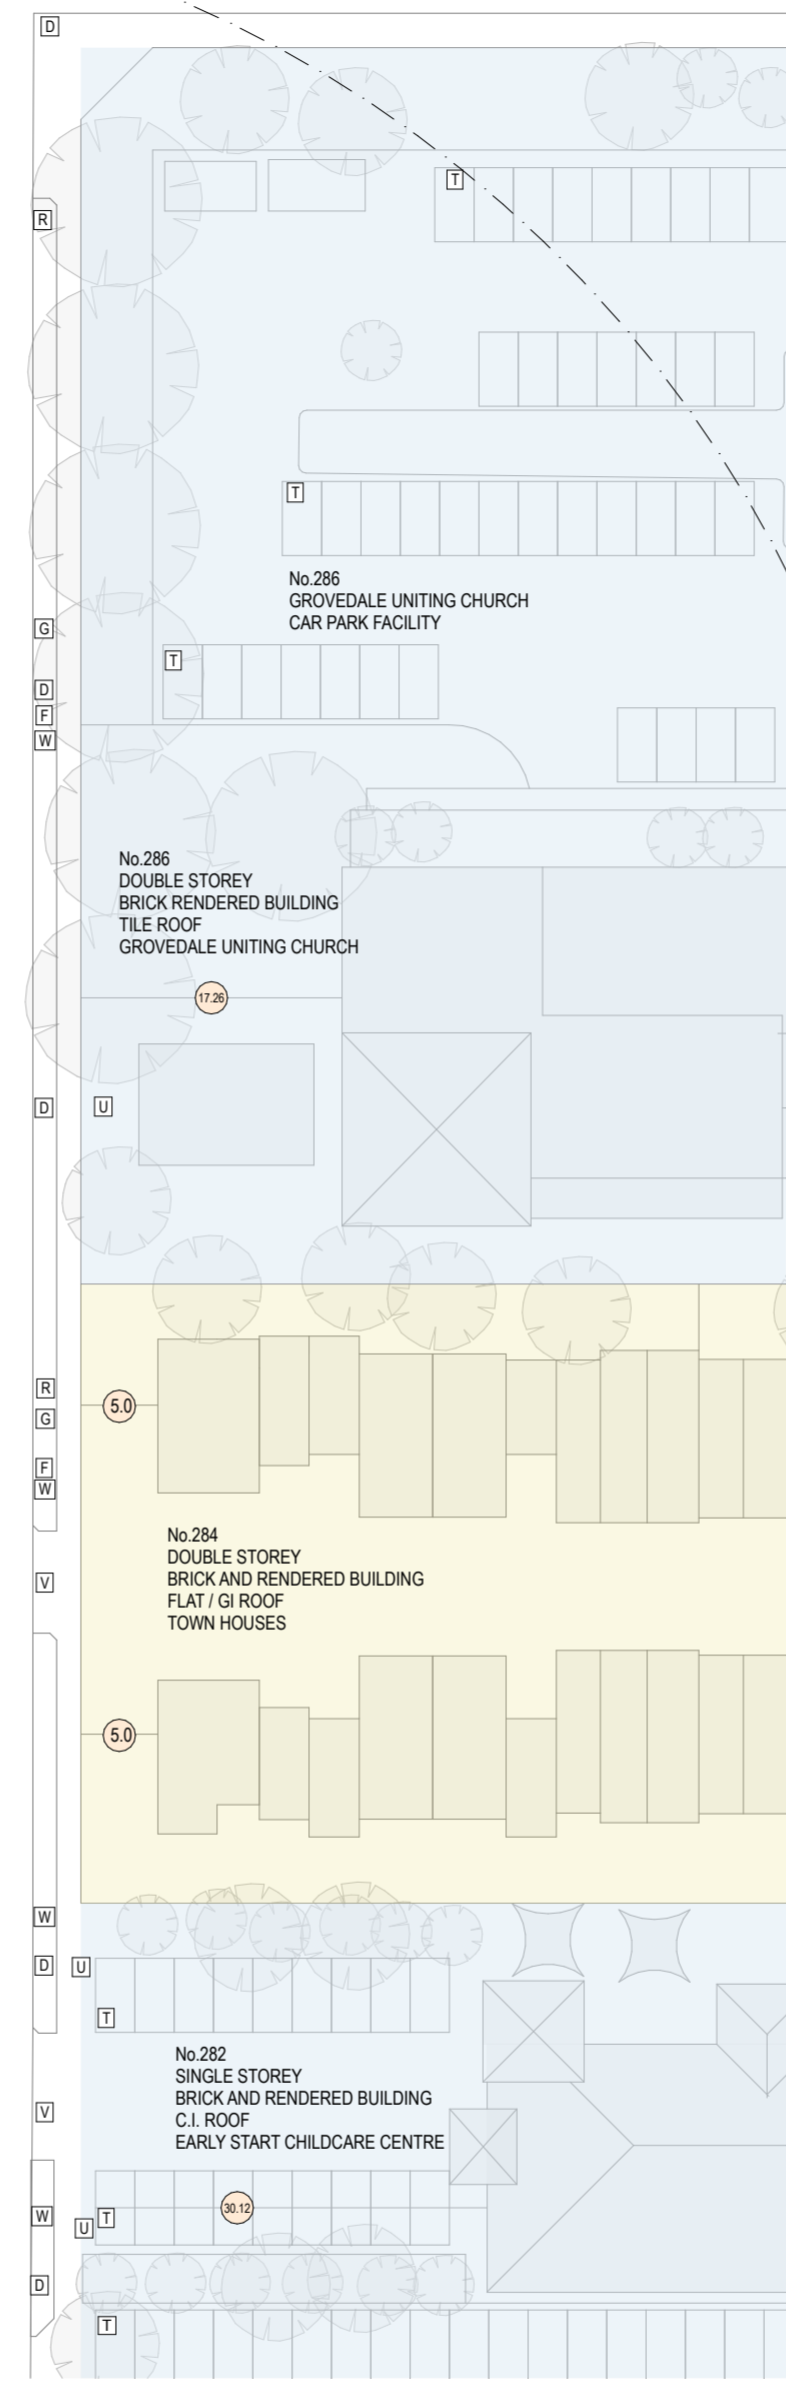 D
T
R
T
No.286
GROVEDALE UNITING CHURCH
CAR PARK FACILITY
G
T
D
F
W
No.286
DOUBLE STOREY
BRICK RENDERED BUILDING
TILE ROOF
GROVEDALE UNITING CHURCH
17.26
D
U
R
5.0
G
F
W
No.284
DOUBLE STOREY
BRICK AND RENDERED BUILDING
FLAT / GI ROOF
TOWN HOUSES
V
5.0
W
D
U
T
No.282
SINGLE STOREY
BRICK AND RENDERED BUILDING
C.I. ROOF
EARLY START CHILDCARE CENTRE
V
30.12
W
T
U
D
T